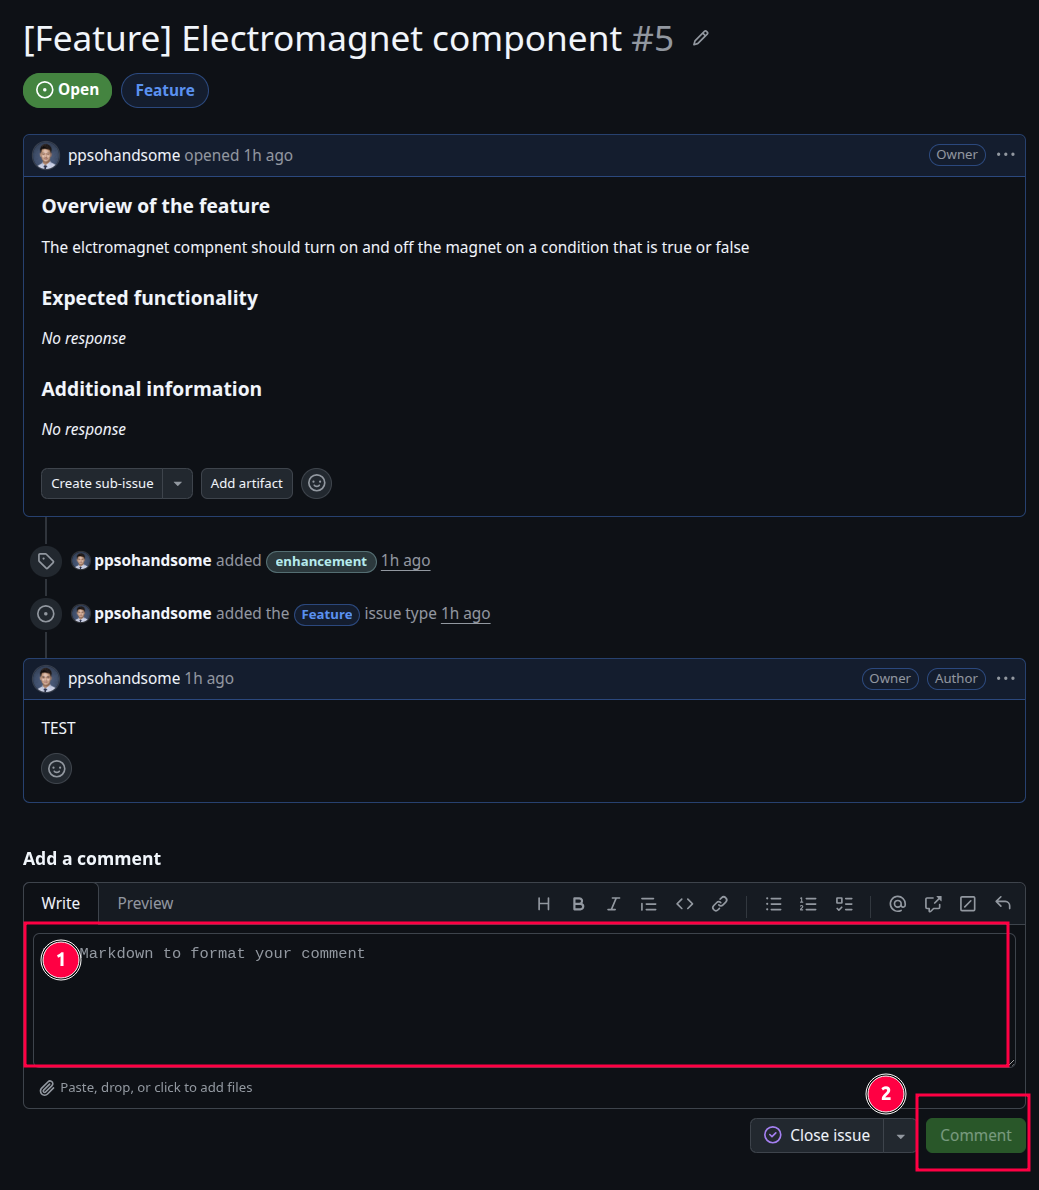 [Feature] Electromagnet component #5
Open Feature
ppsohandsome opened 1h ago Owner
Overview of the feature
The elctromagnet compnent should turn on and off the magnet on a condition that is true or false
Expected functionality
No response
Additional information
No response
Create sub-issue Add artifact
ppsohandsome added enhancement 1h ago
ppsohandsome added the Feature issue type 1h ago
ppsohandsome 1h ago Owner Author
TEST
Add a comment
Write Preview
1 Markdown to format your comment
Paste, drop, or click to add files
2
Close issue Comment